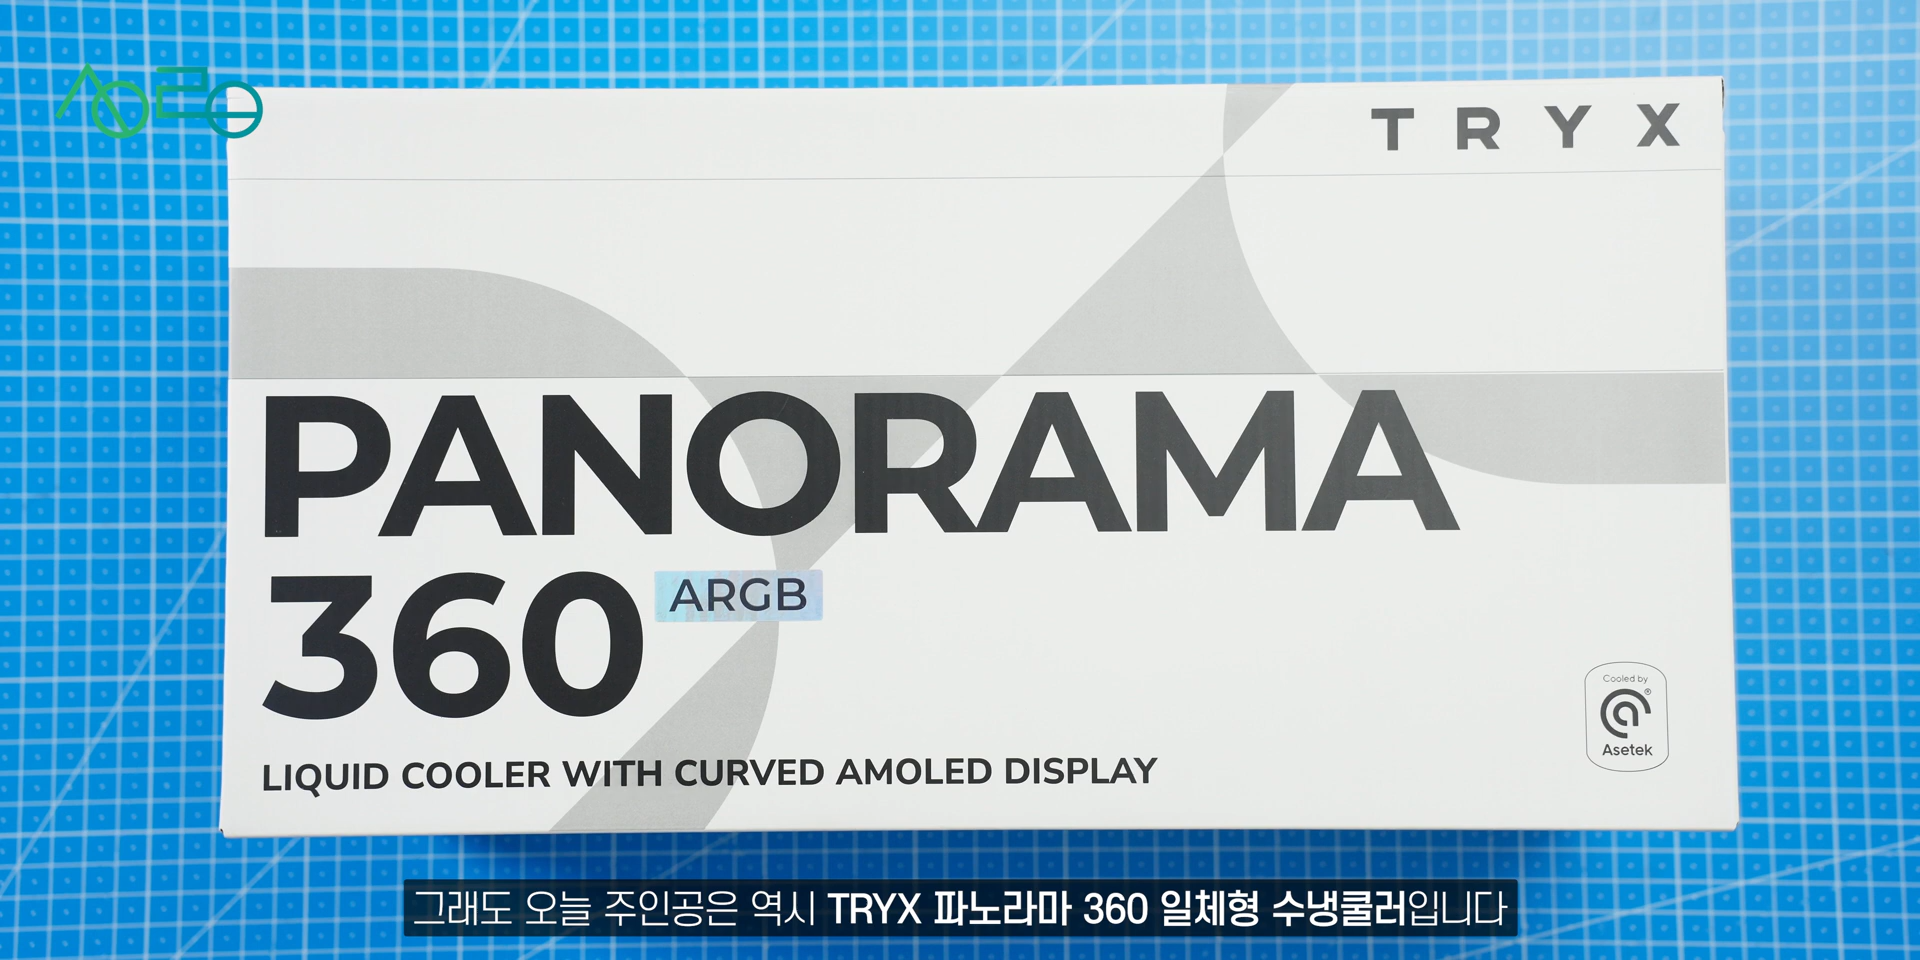 TRYX
PANORAMA
360 ARGB
LIQUID COOLER WITH CURVED AMOLED DISPLAY
Cooled by
®
Asetek
그래도 오늘 주인공은 역시 TRYX 파노라마 360 일체형 수냉쿨러입니다